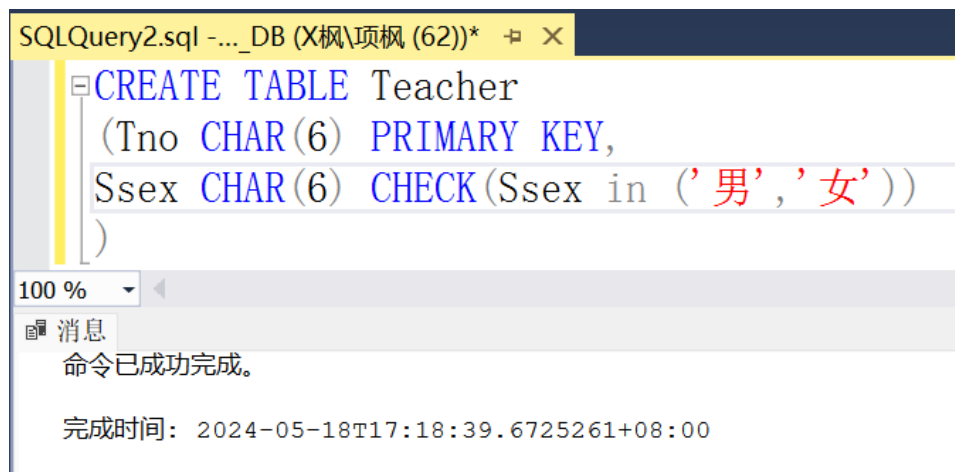 SQLQuery2.sql -..._DB (X枫\项枫 (62))*
CREATE TABLE Teacher
(Tno CHAR(6) PRIMARY KEY,
Ssex CHAR(6) CHECK(Ssex in ('男','女'))
)
100 %
消息
命令已成功完成。
完成时间: 2024-05-18T17:18:39.6725261+08:00